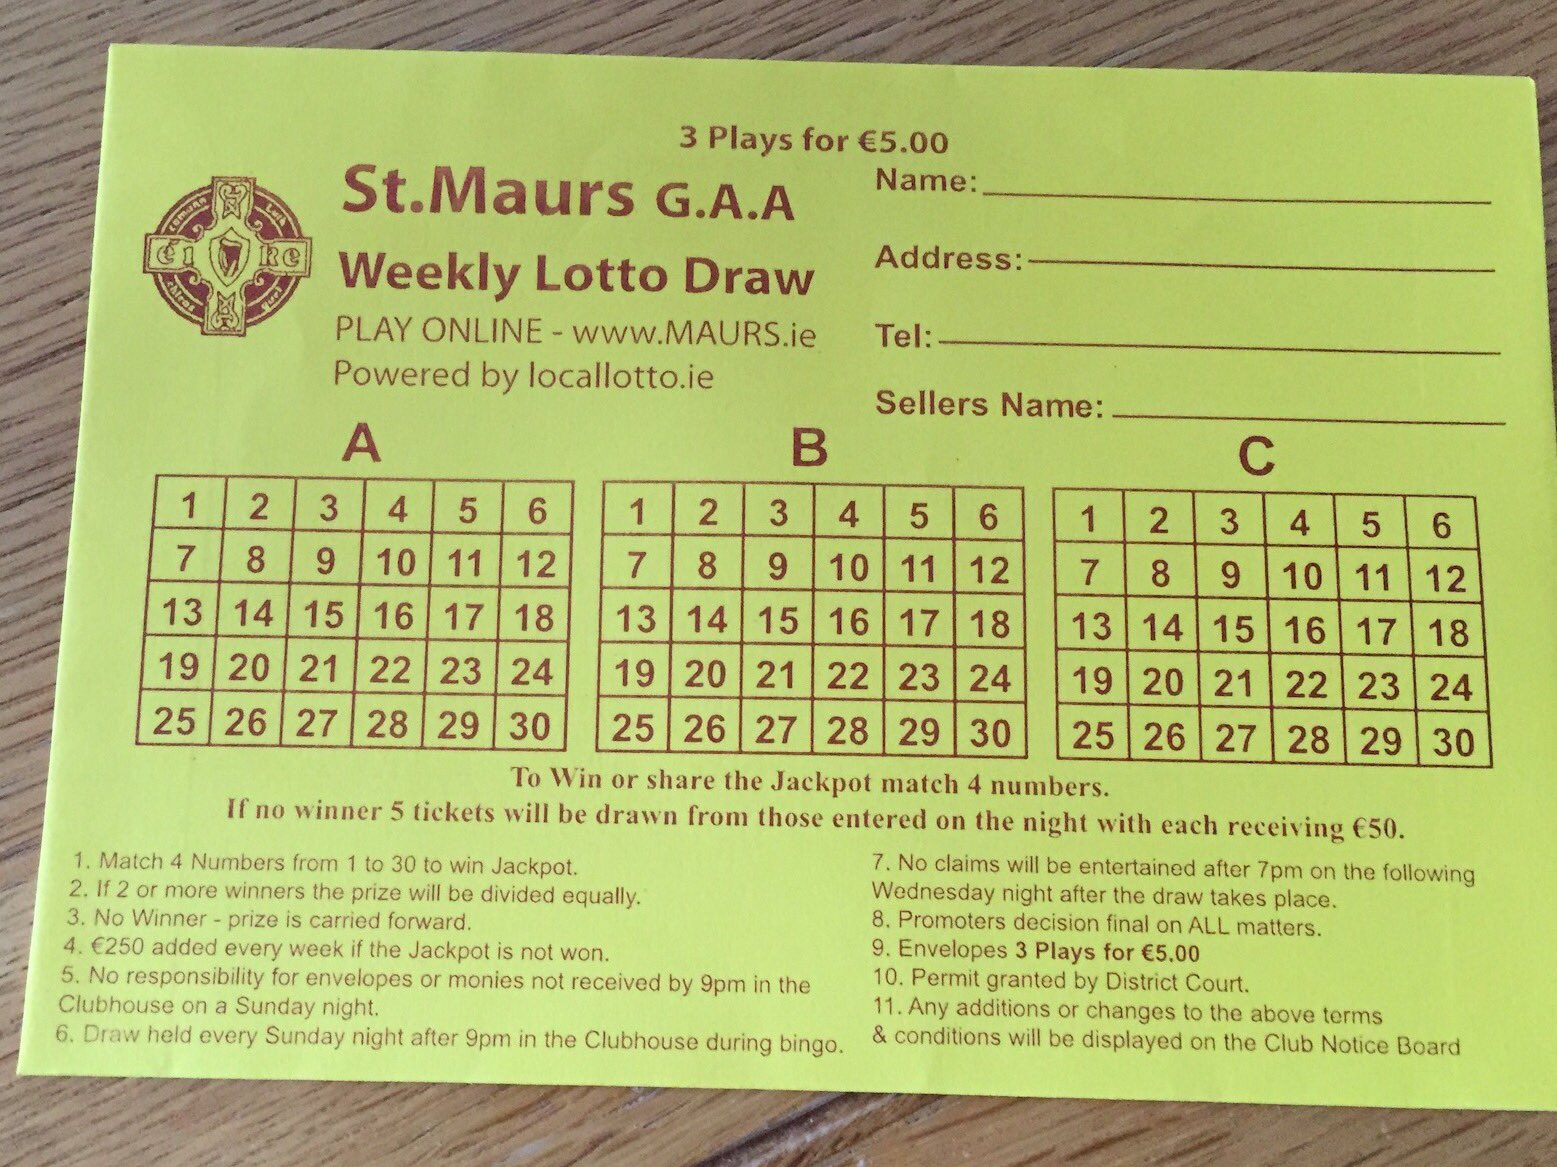 3 Plays for €5.00
St.Maurs G.A.A
Weekly Lotto Draw
PLAY ONLINE - www.MAURS.ie
Powered by locallotto.ie
Name:
Address:
Tel:
Sellers Name:
éire
A
1 2 3 4 5 6
7 8 9 10 11 12
13 14 15 16 17 18
19 20 21 22 23 24
25 26 27 28 29 30
B
1 2 3 4 5 6
7 8 9 10 11 12
13 14 15 16 17 18
19 20 21 22 23 24
25 26 27 28 29 30
C
1 2 3 4 5 6
7 8 9 10 11 12
13 14 15 16 17 18
19 20 21 22 23 24
25 26 27 28 29 30
To Win or share the Jackpot match 4 numbers.
If no winner 5 tickets will be drawn from those entered on the night with each receiving €50.
1. Match 4 Numbers from 1 to 30 to win Jackpot.
2. If 2 or more winners the prize will be divided equally.
3. No Winner - prize is carried forward.
4. €250 added every week if the Jackpot is not won.
5. No responsibility for envelopes or monies not received by 9pm in the
Clubhouse on a Sunday night.
6. Draw held every Sunday night after 9pm in the Clubhouse during bingo.
7. No claims will be entertained after 7pm on the following
Wednesday night after the draw takes place.
8. Promoters decision final on ALL matters.
9. Envelopes 3 Plays for €5.00
10. Permit granted by District Court.
11. Any additions or changes to the above terms
& conditions will be displayed on the Club Notice Board